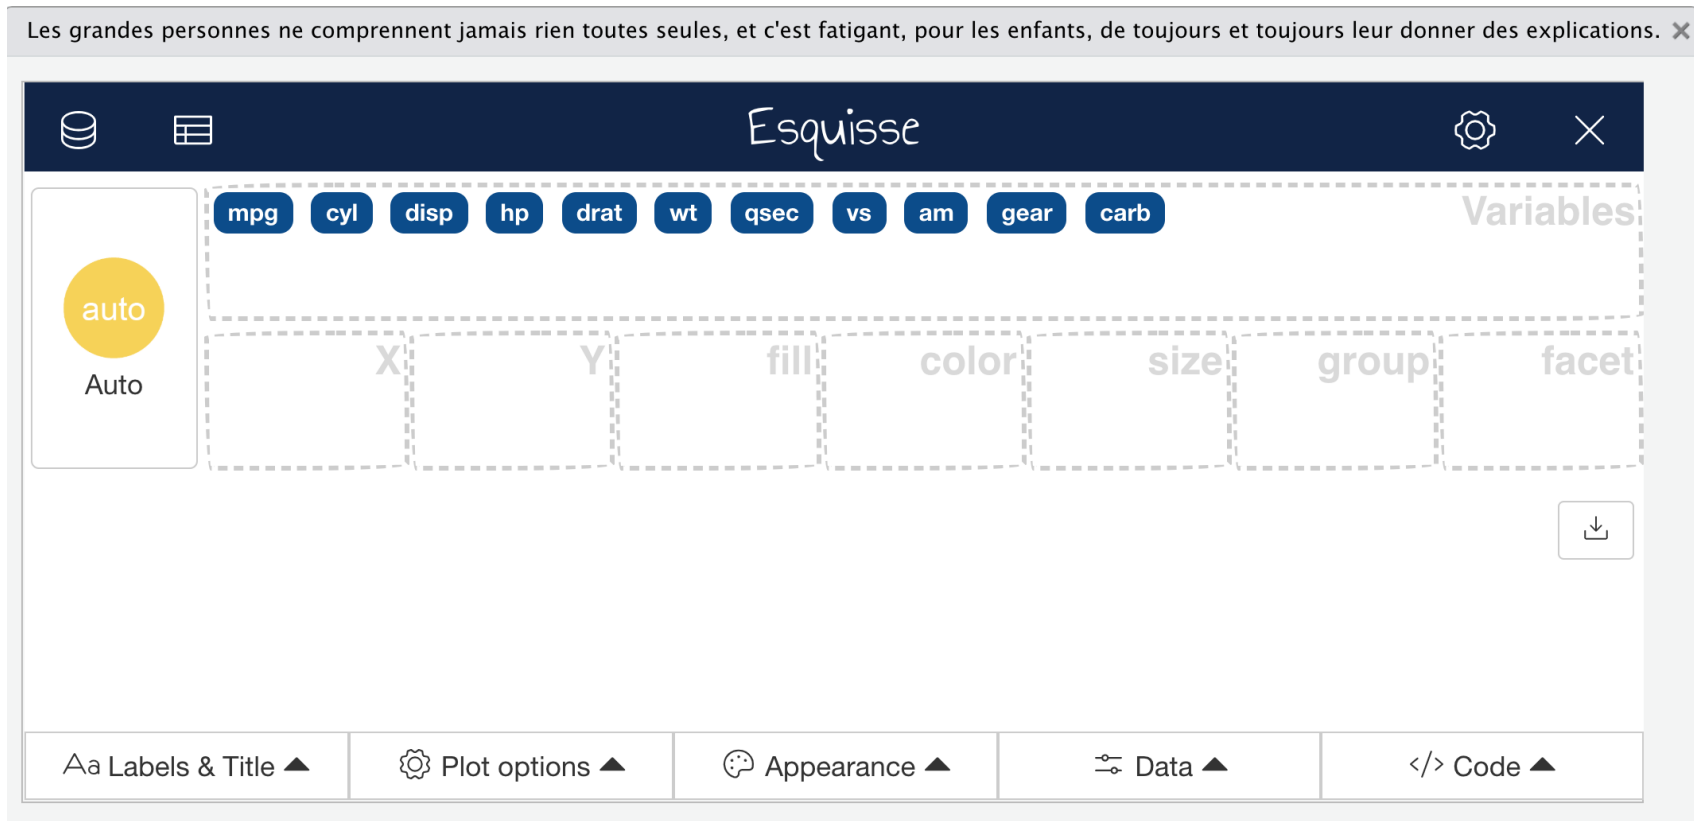 Les grandes personnes ne comprennent jamais rien toutes seules, et c'est fatigant, pour les enfants, de toujours et toujours leur donner des explications.
Esquisse
mpg cyl disp hp drat wt qsec vs am gear carb Variables
auto
Auto
X Y fill color size group facet
Aa Labels & Title Plot options Appearance Data </> Code